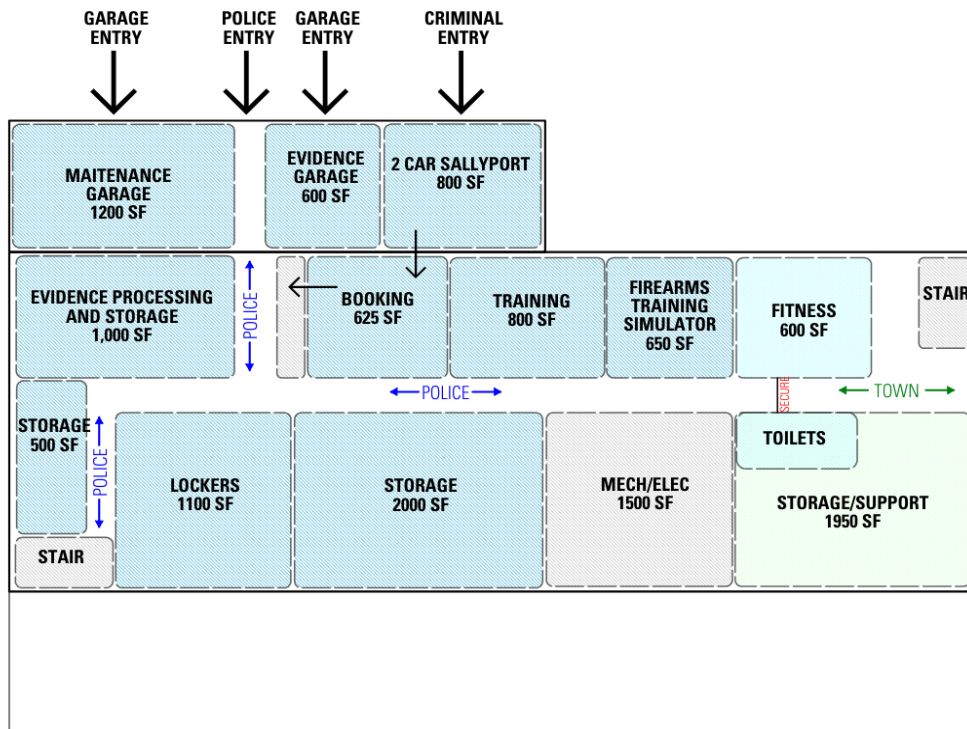 GARAGE
ENTRY
POLICE
ENTRY
GARAGE
ENTRY
CRIMINAL
ENTRY
MAITENANCE
GARAGE
1200 SF
EVIDENCE
GARAGE
600 SF
2 CAR SALLYPORT
800 SF
EVIDENCE PROCESSING
AND STORAGE
1,000 SF
POLICE
BOOKING
625 SF
TRAINING
800 SF
FIREARMS
TRAINING
SIMULATOR
650 SF
FITNESS
600 SF
STAIR
POLICE
SECURE
TOWN
STORAGE
500 SF
POLICE
LOCKERS
1100 SF
STORAGE
2000 SF
MECH/ELEC
1500 SF
TOILETS
STORAGE/SUPPORT
1950 SF
STAIR